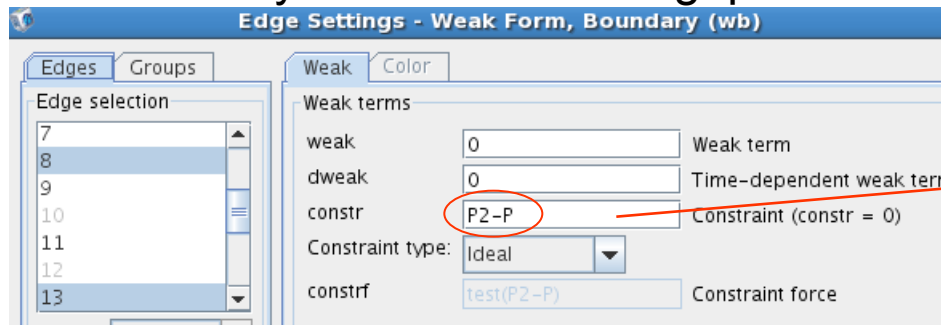 Edge Settings - Weak Form, Boundary (wb)
Edges Groups Weak Color
Edge selection Weak terms
7 weak 0 Weak term
8
9 dweak 0 Time-dependent weak
10 constr P2-P Constraint (constr = 0)
11 Constraint type: Ideal
12
13 constrf test(P2-P) Constraint force